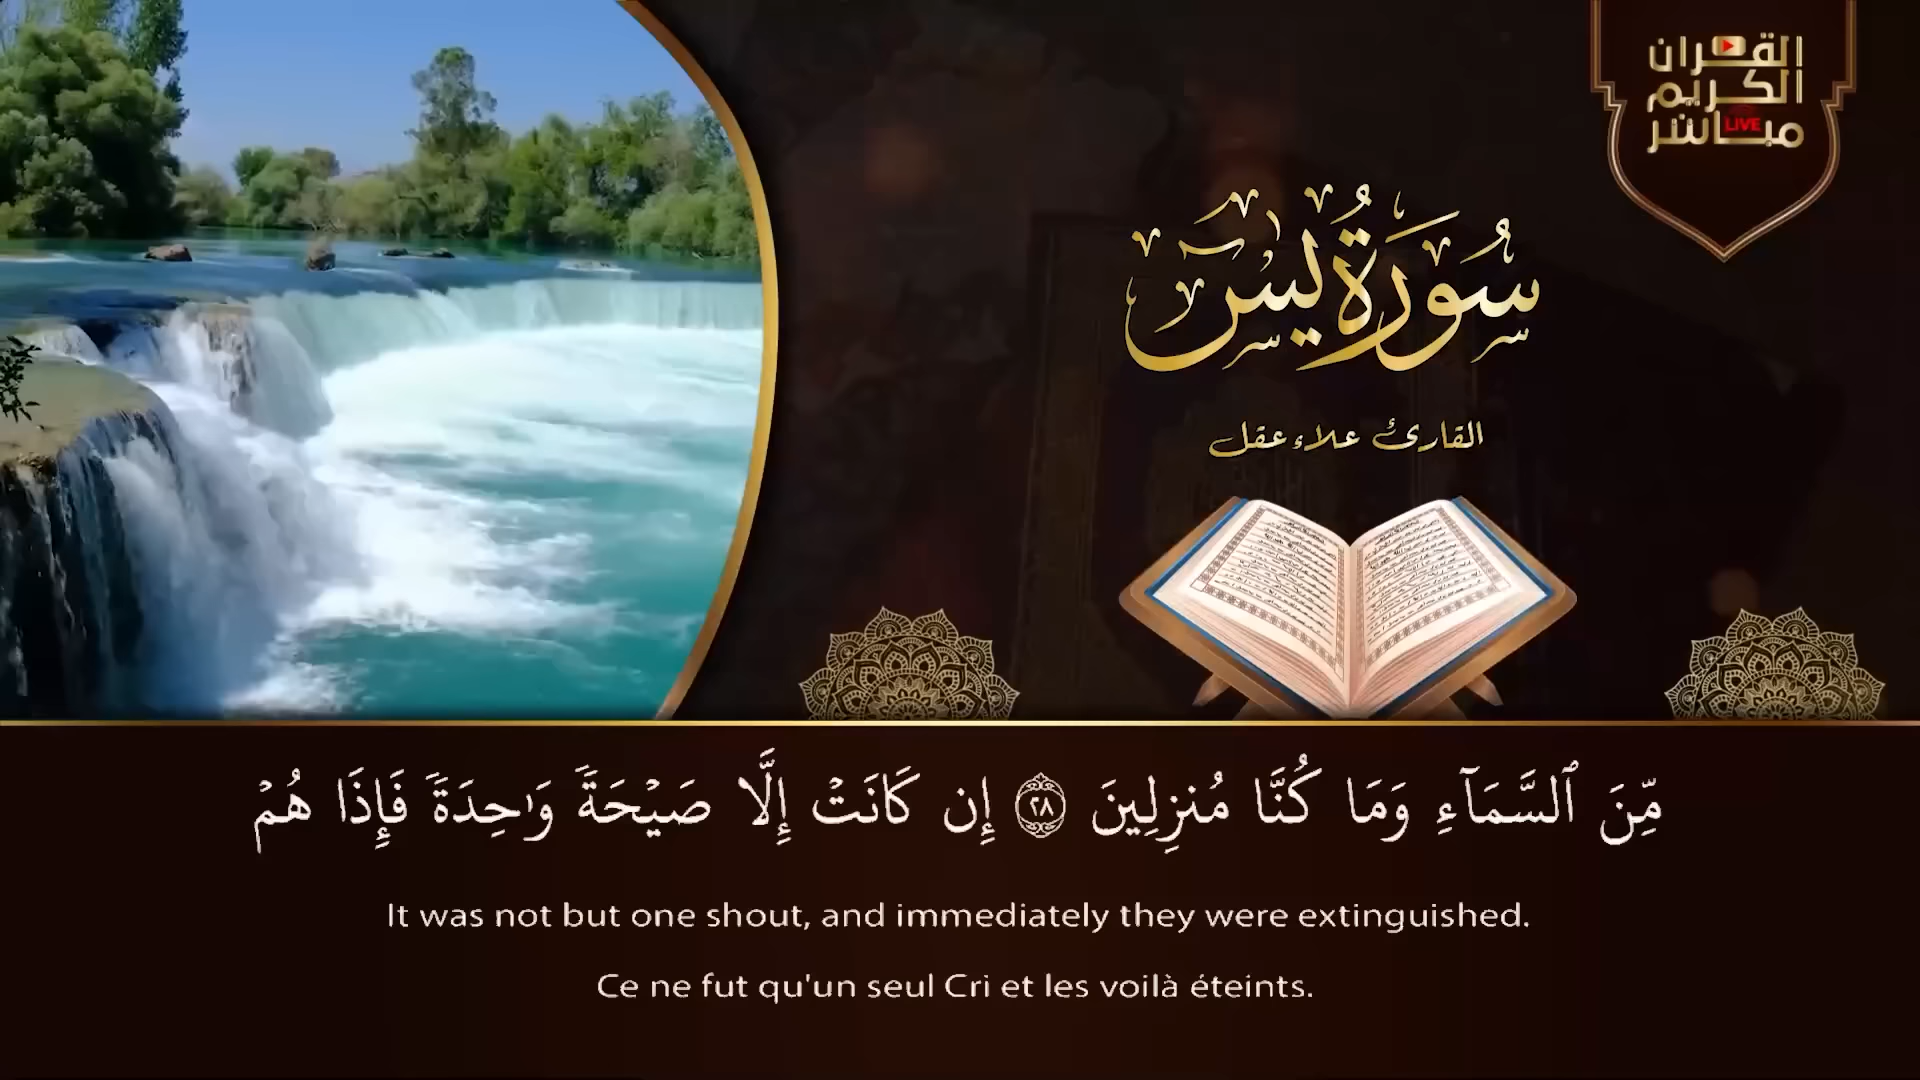 القرآن
الكريم
مباشر
LIVE
سُورَةُ يسٓ
القارئ علاء عقل
مِّنَ ٱلسَّمَآءِ وَمَا كُنَّا مُنزِلِينَ ٢٨ إِن كَانَتْ إِلَّا صَيْحَةً وَٰحِدَةً فَإِذَا هُمْ
It was not but one shout, and immediately they were extinguished.
Ce ne fut qu'un seul Cri et les voilà éteints.